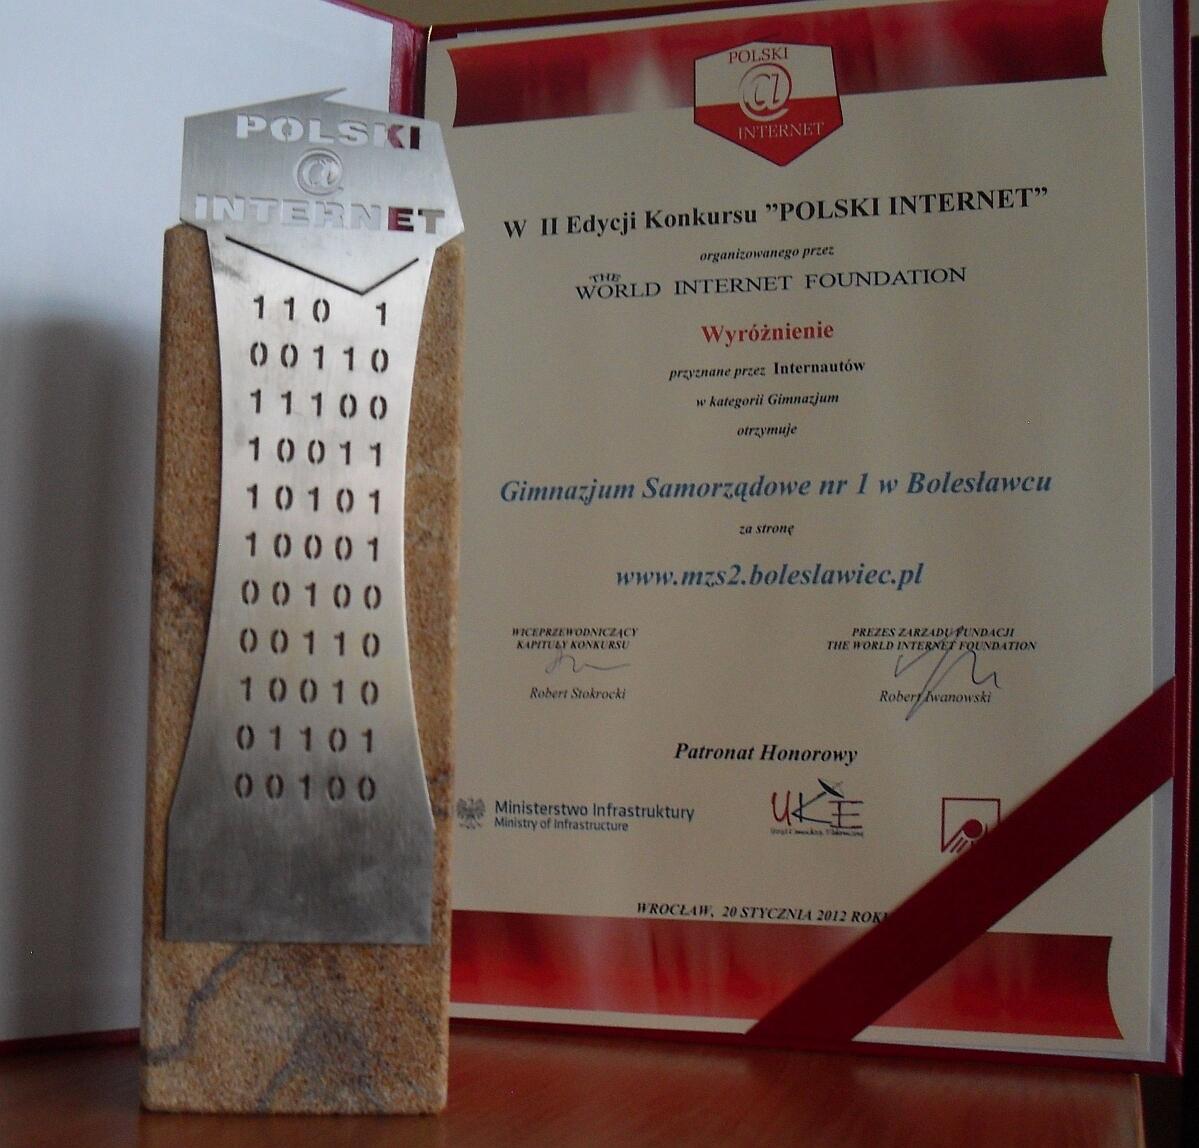 POLSKI
@
INTERNET
110 1
00110
11100
10011
10101
10001
00100
00110
10010
01101
00100
POLSKI
@
INTERNET
W II Edycji Konkursu ”POLSKI INTERNET”
organizowanego przez
THE
WORLD INTERNET FOUNDATION
Wyróżnienie
przyznane przez Internautów
w kategorii Gimnazjum
otrzymuje
Gimnazjum Samorządowe nr 1 w Bolesławcu
za stronę
www.mzs2.boleslawiec.pl
WICEPRZEWODNICZĄCY
KAPITUŁY KONKURSU
Robert Stokrocki
PREZES ZARZĄDU FUNDACJI
THE WORLD INTERNET FOUNDATION
Robert Iwanowski
Patronat Honorowy
Ministerstwo Infrastruktury
Ministry of Infrastructure
UKE
WROCŁAW, 20 STYCZNIA 2012 ROKU